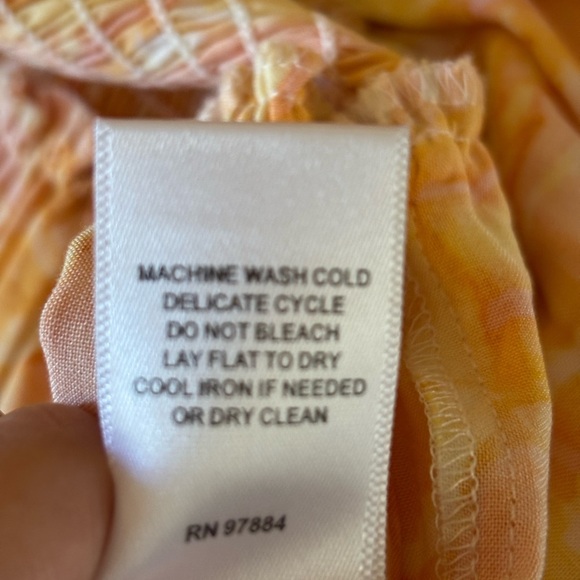 MACHINE WASH COLD
DELICATE CYCLE
DO NOT BLEACH
LAY FLAT TO DRY
COOL IRON IF NEEDED
OR DRY CLEAN
RN 97884